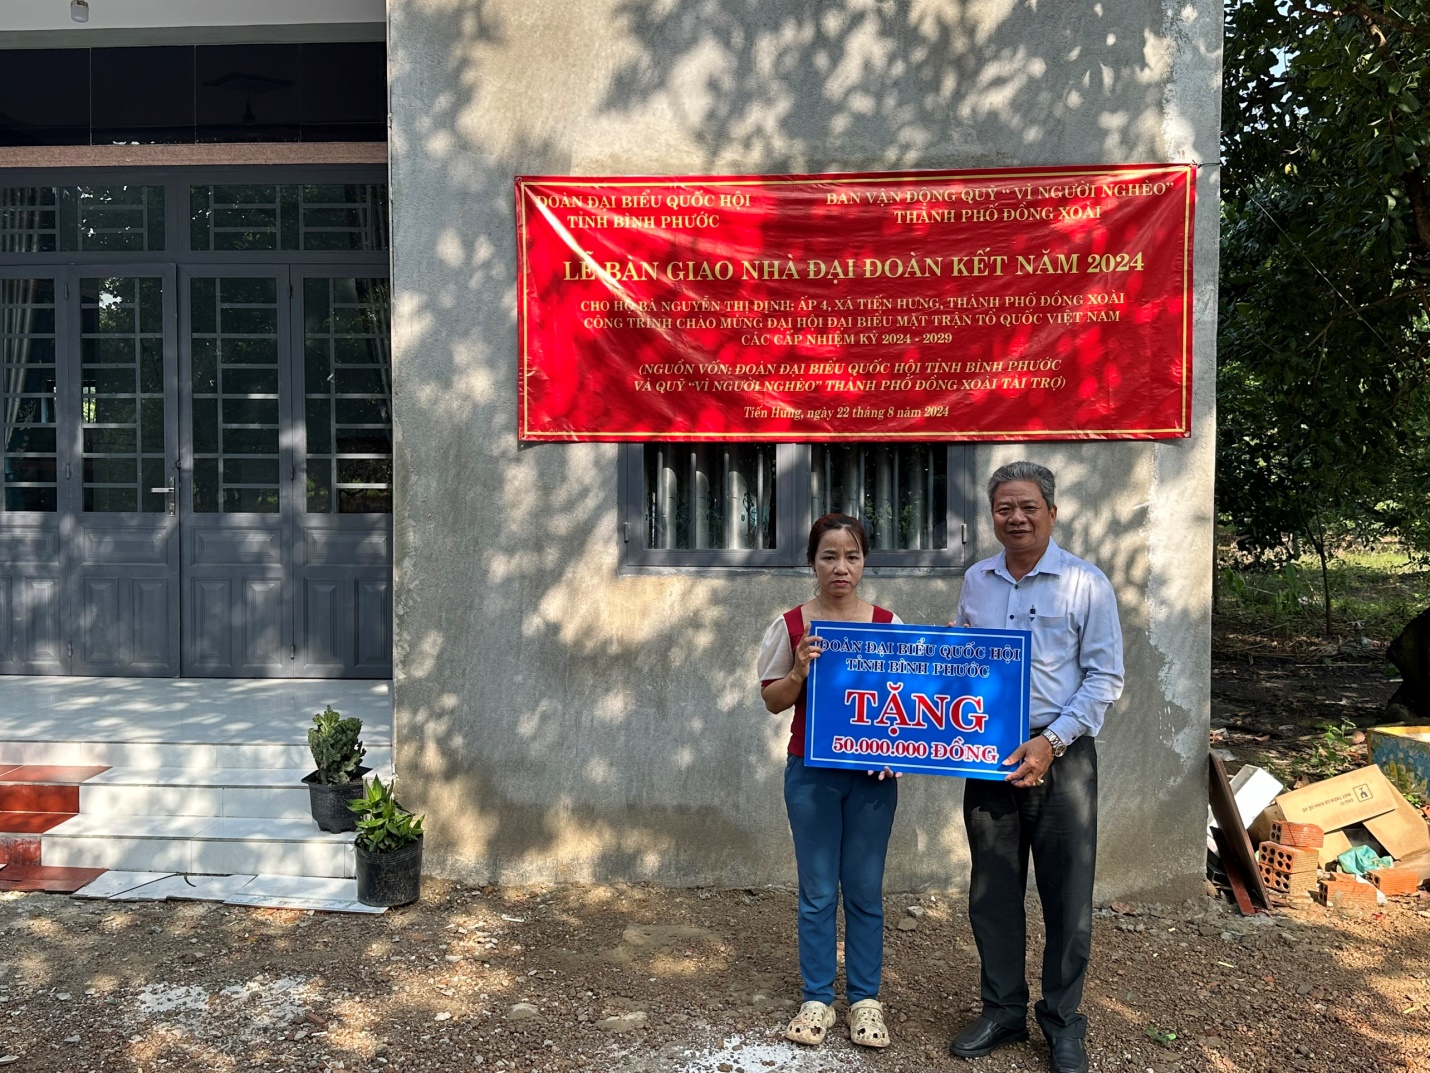 ĐOÀN ĐẠI BIỂU QUỐC HỘI
TỈNH BÌNH PHƯỚC
BAN VẬN ĐỘNG QUỸ “ VÌ NGƯỜI NGHÈO”
THÀNH PHỐ ĐỒNG XOÀI
LỄ BÀN GIAO NHÀ ĐẠI ĐOÀN KẾT NĂM 2024
CHO HỘ BÀ NGUYỄN THỊ ĐỊNH: ẤP 4, XÃ TIẾN HƯNG, THÀNH PHỐ ĐỒNG XOÀI
CÔNG TRÌNH CHÀO MỪNG ĐẠI HỘI ĐẠI BIỂU MẶT TRẬN TỔ QUỐC VIỆT NAM
CÁC CẤP NHIỆM KỲ 2024 - 2029
(NGUỒN VỐN: ĐOÀN ĐẠI BIỂU QUỐC HỘI TỈNH BÌNH PHƯỚC
VÀ QUỸ “VÌ NGƯỜI NGHÈO” THÀNH PHỐ ĐỒNG XOÀI TÀI TRỢ)
Tiến Hưng, ngày 22 tháng 8 năm 2024
ĐOÀN ĐẠI BIỂU QUỐC HỘI
TỈNH BÌNH PHƯỚC
TẶNG
50.000.000 ĐỒNG